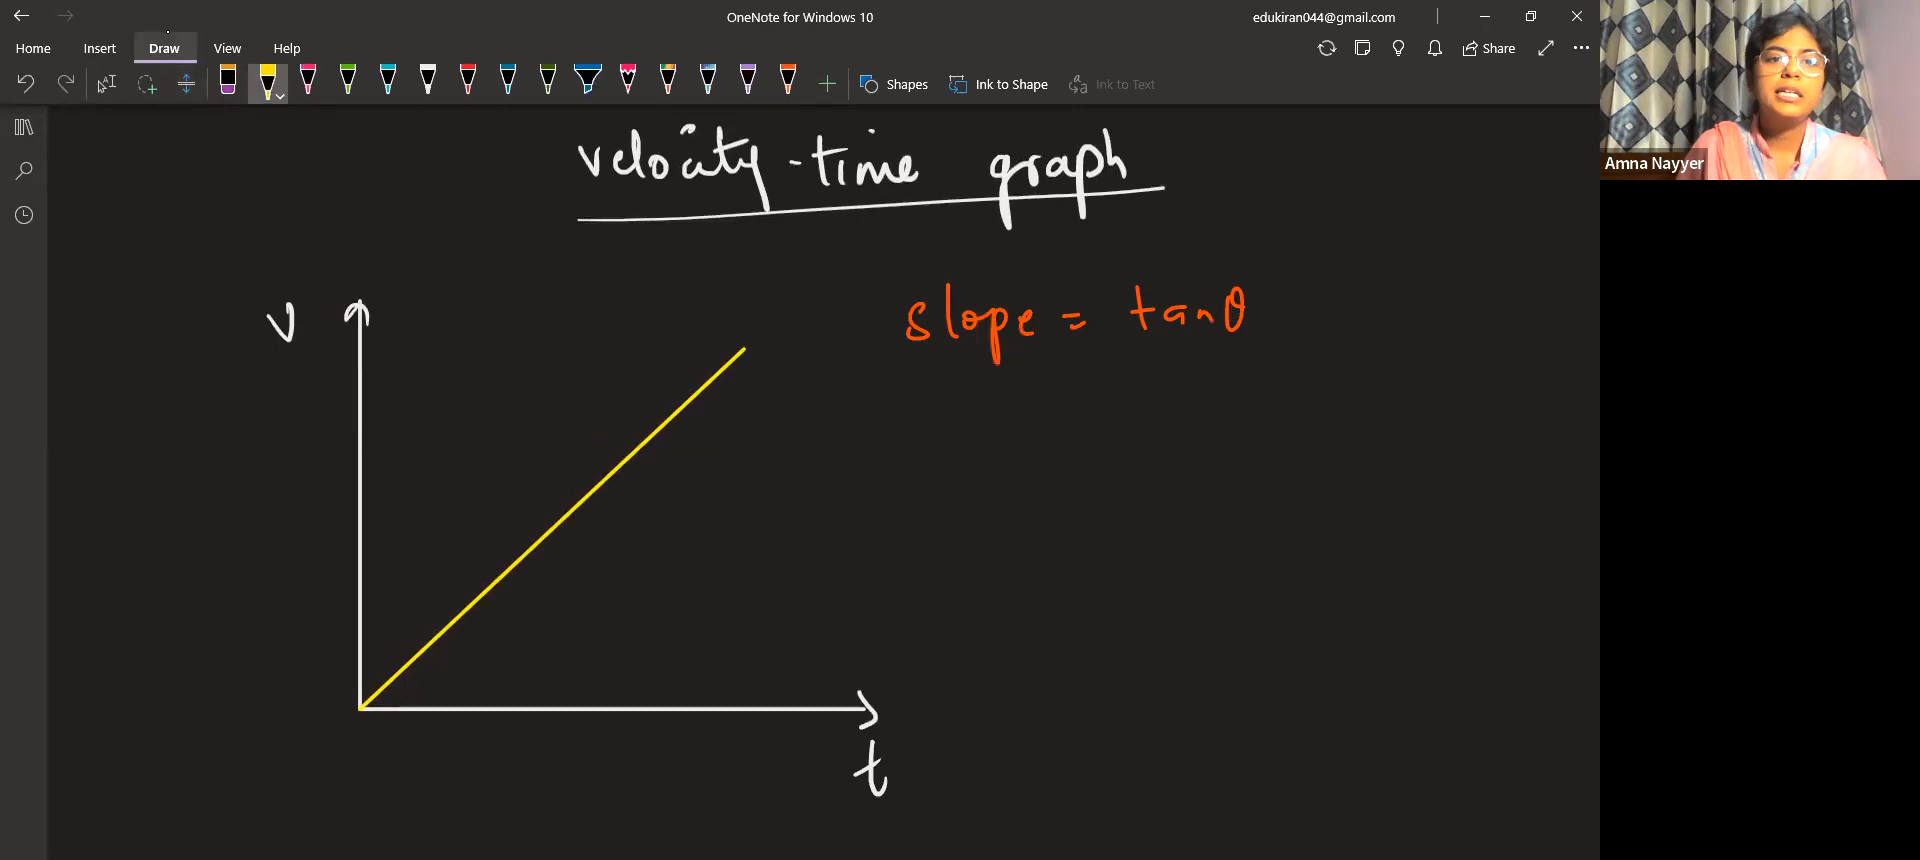 OneNote for Windows 10
edukiran044@gmail.com
Home Insert Draw View Help
Share
Shapes Ink to Shape Ink to Text
Amna Nayyer
velocity-time graph
v
slope = tanθ
t